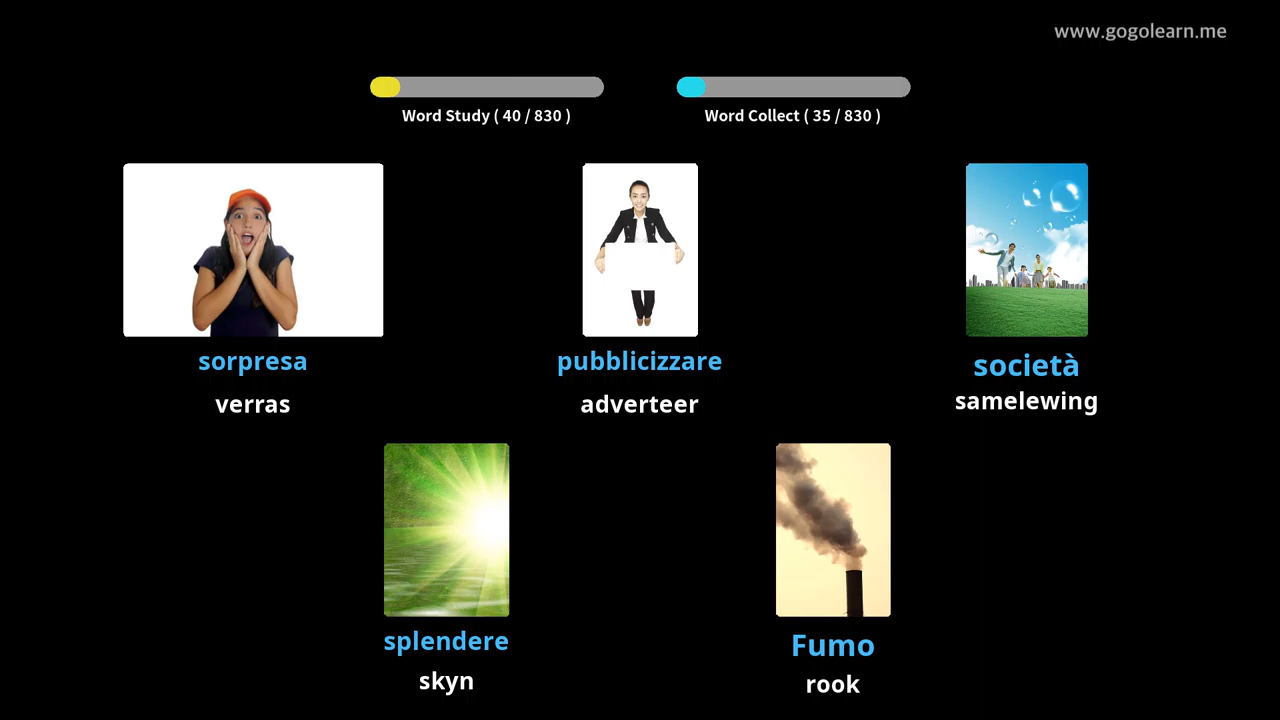 www.gogolearn.me
Word Study ( 40 / 830 )
Word Collect ( 35 / 830 )
sorpresa
verras
pubblicizzare
adverteer
società
samelewing
splendere
skyn
Fumo
rook